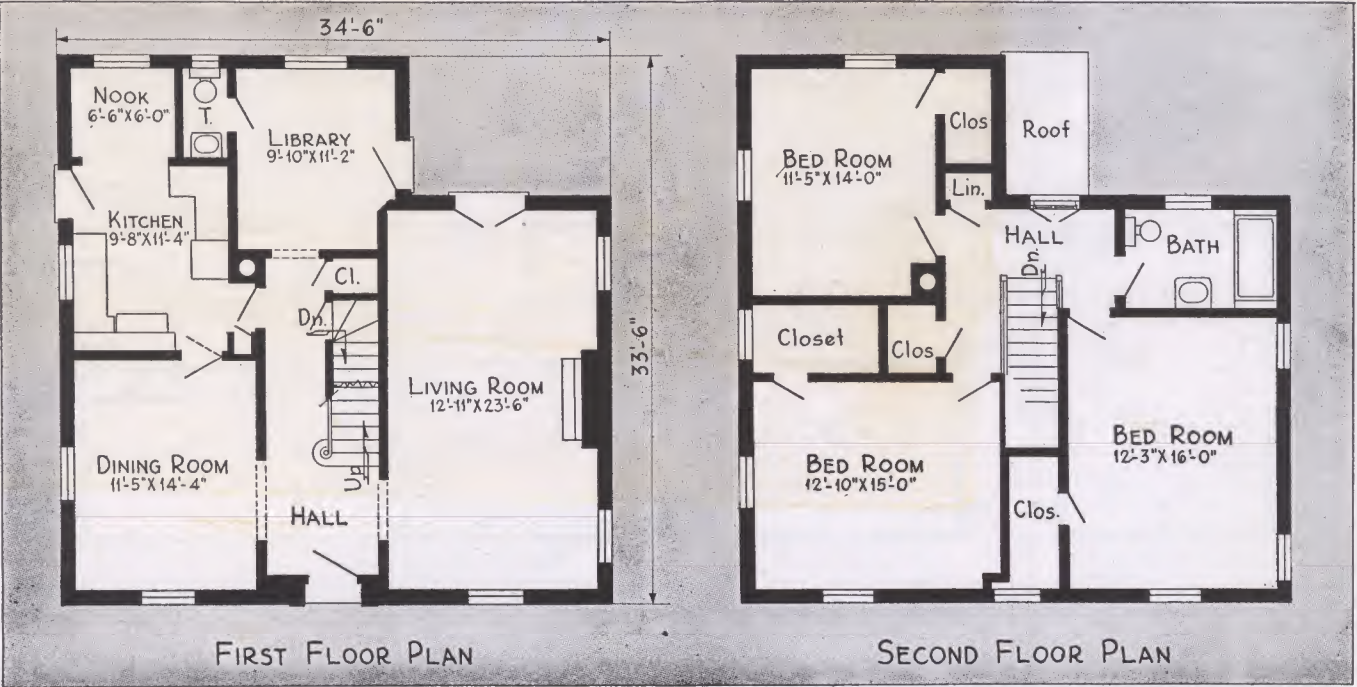 34'-6"
NOOK
6'-6"X6'-0"
T.
LIBRARY
9'-10"X11'-2"
KITCHEN
9'-8"X11'-4"
Cl.
Dn.
LIVING ROOM
12'-11"X23'-6"
DINING ROOM
11'-5"X14'-4"
Up
HALL
33'-6"
FIRST FLOOR PLAN
BED ROOM
11'-5"X14'-0"
Clos
Roof
Lin.
HALL
Dn.
BATH
Closet
Clos
BED ROOM
12'-10"X15'-0"
BED ROOM
12'-3"X16'-0"
Clos.
SECOND FLOOR PLAN